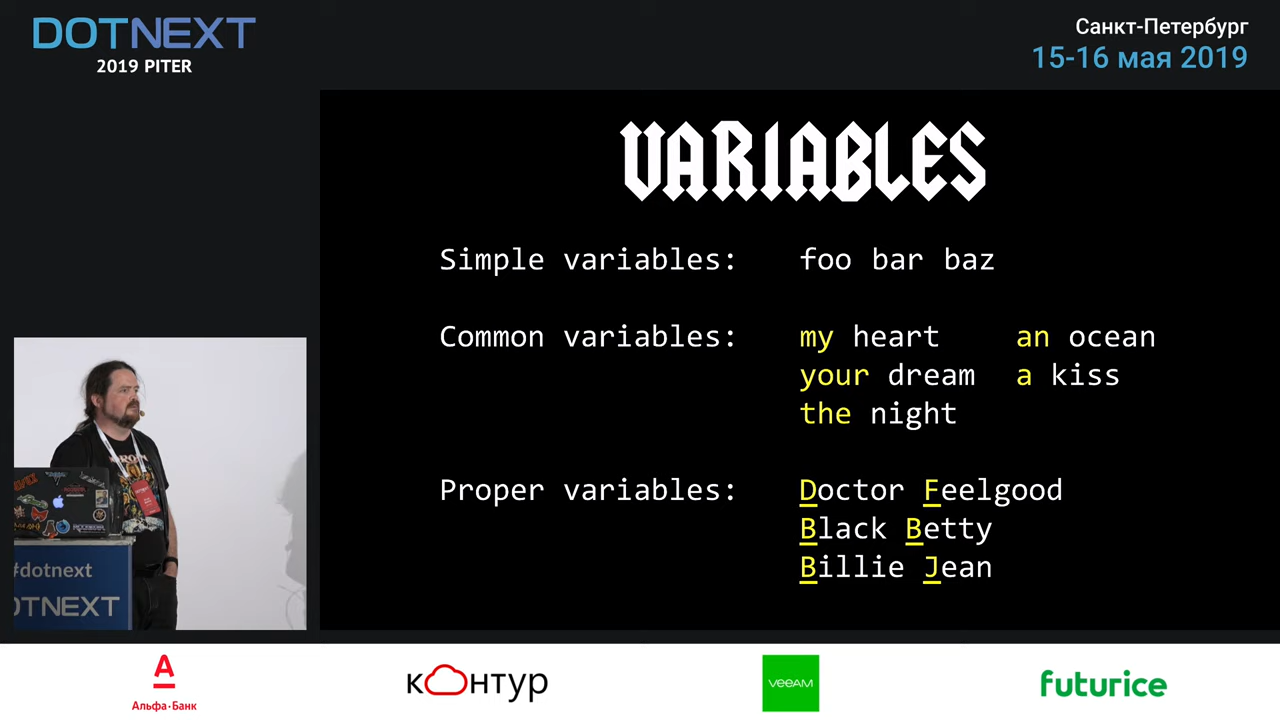 DOTNEXT
2019 PITER
Санкт-Петербург
15-16 мая 2019
VARIABLES
Simple variables: foo bar baz
Common variables: my heart an ocean
your dream a kiss
the night
Proper variables: Doctor Feelgood
Black Betty
Billie Jean
#dotnext
DOTNEXT
А
Альфа·Банк
контур
veeam
futurice